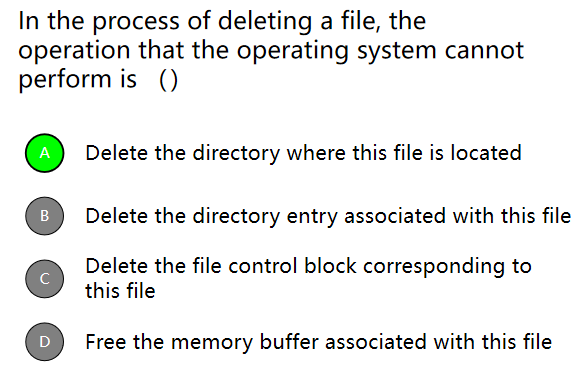 In the process of deleting a file, the
operation that the operating system cannot
perform is ()
A Delete the directory where this file is located
B Delete the directory entry associated with this file
C Delete the file control block corresponding to
this file
D Free the memory buffer associated with this file